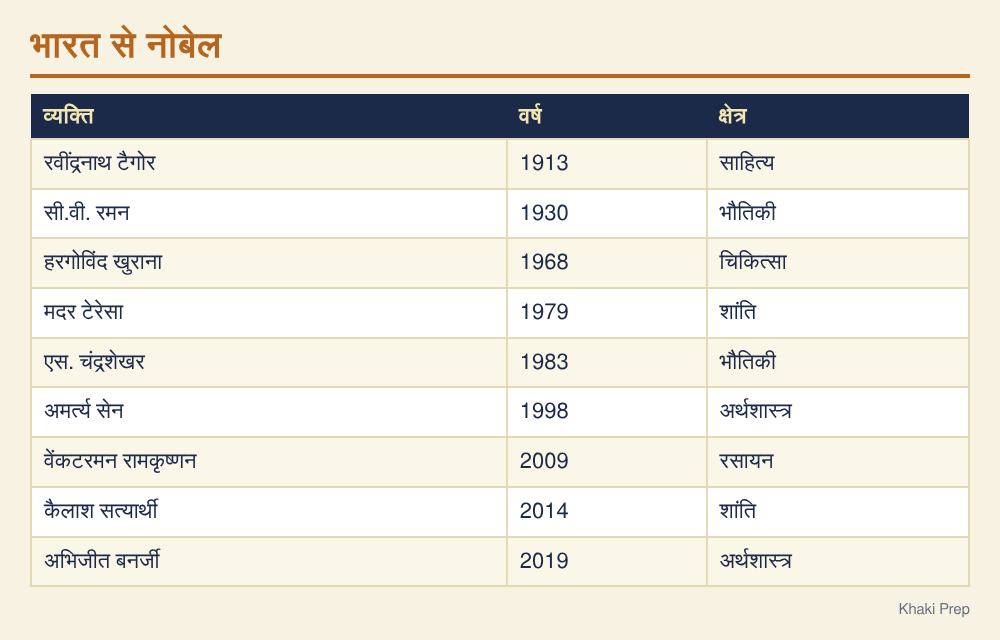 भारत से नोबेल
व्यक्ति वर्ष क्षेत्र
रवींद्रनाथ टैगोर 1913 साहित्य
सी.वी. रमन 1930 भौतिकी
हरगोविंद खुराना 1968 चिकित्सा
मदर टेरेसा 1979 शांति
एस. चंद्रशेखर 1983 भौतिकी
अमर्त्य सेन 1998 अर्थशास्त्र
वेंकटरमन रामकृष्णन 2009 रसायन
कैलाश सत्यार्थी 2014 शांति
अभिजीत बनर्जी 2019 अर्थशास्त्र
Khaki Prep